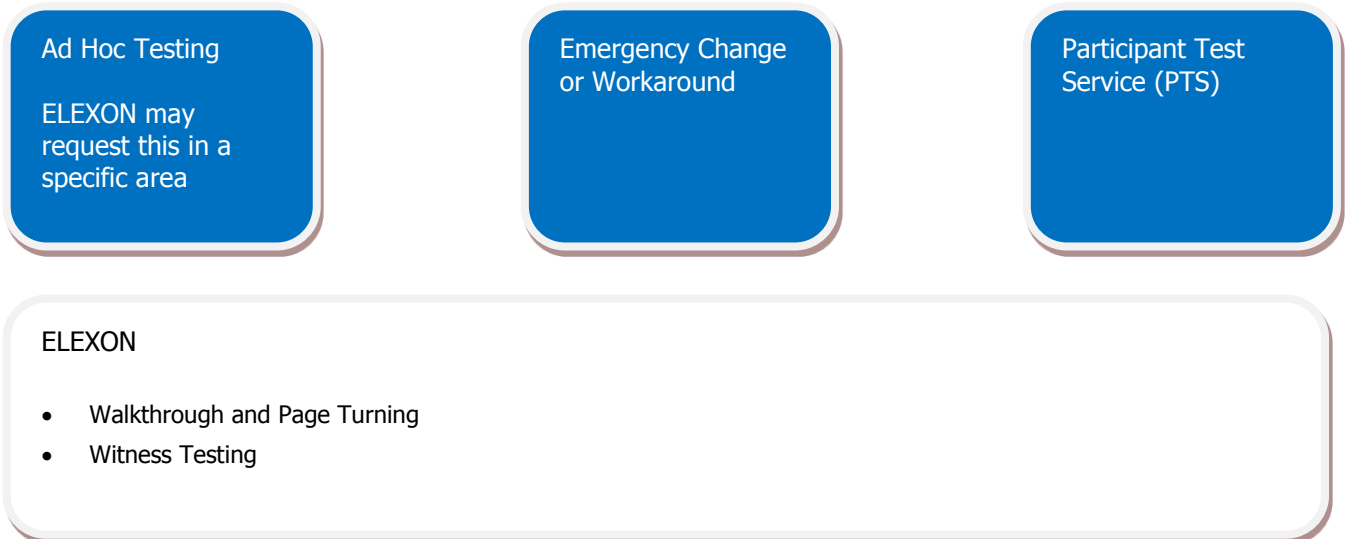 Ad Hoc Testing
ELEXON may
request this in a
specific area
Emergency Change
or Workaround
Participant Test
Service (PTS)
ELEXON
• Walkthrough and Page Turning
• Witness Testing